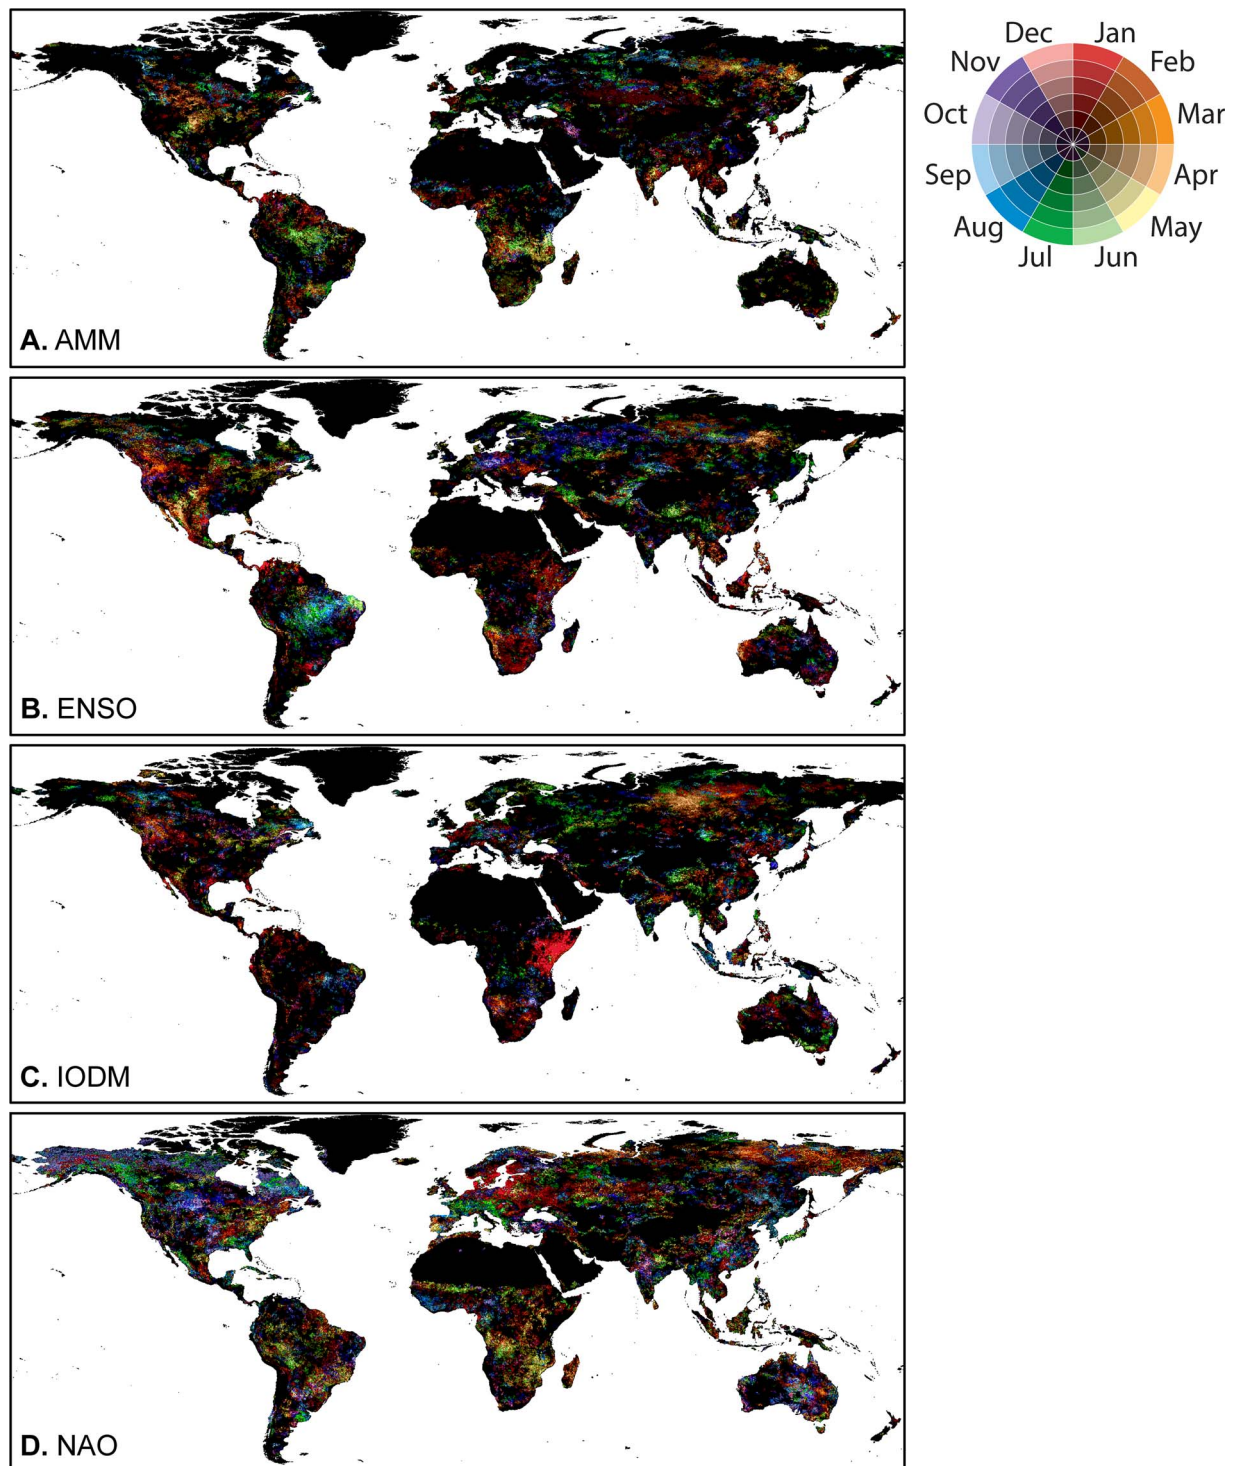 Dec Jan
Nov Feb
Oct Mar
Sep Apr
Aug May
Jul Jun
A. AMM
B. ENSO
C. IODM
D. NAO